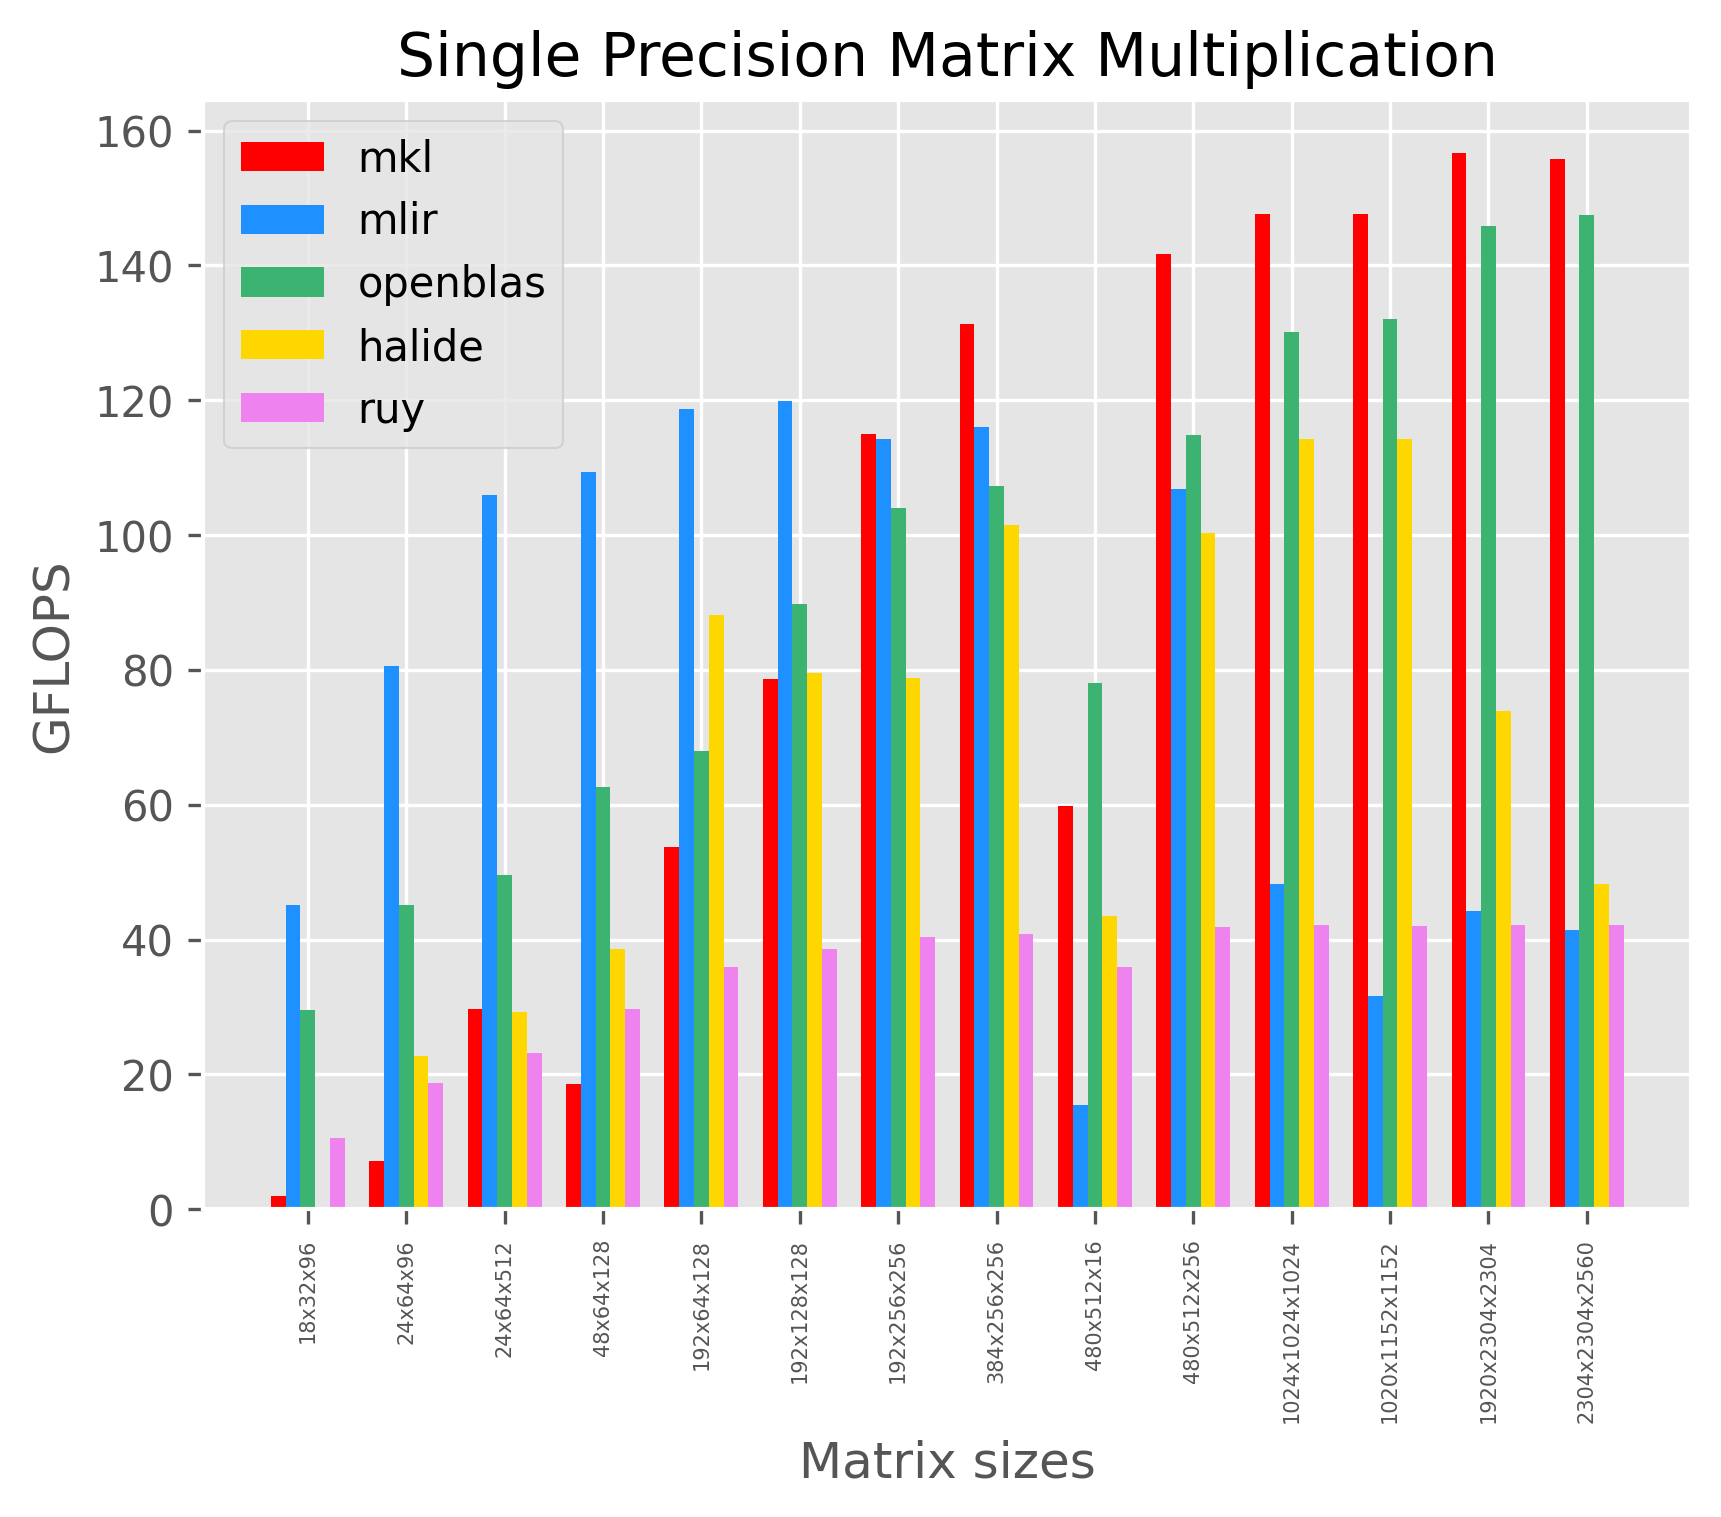 Single Precision Matrix Multiplication
160
140
120
100
80
60
40
20
0
GFLOPS
mkl
mlir
openblas
halide
ruy
18x32x96
24x64x96
24x64x512
48x64x128
192x64x128
192x128x128
192x256x256
384x256x256
480x512x16
480x512x256
1024x1024x1024
1020x1152x1152
1920x2304x2304
2304x2304x2560
Matrix sizes